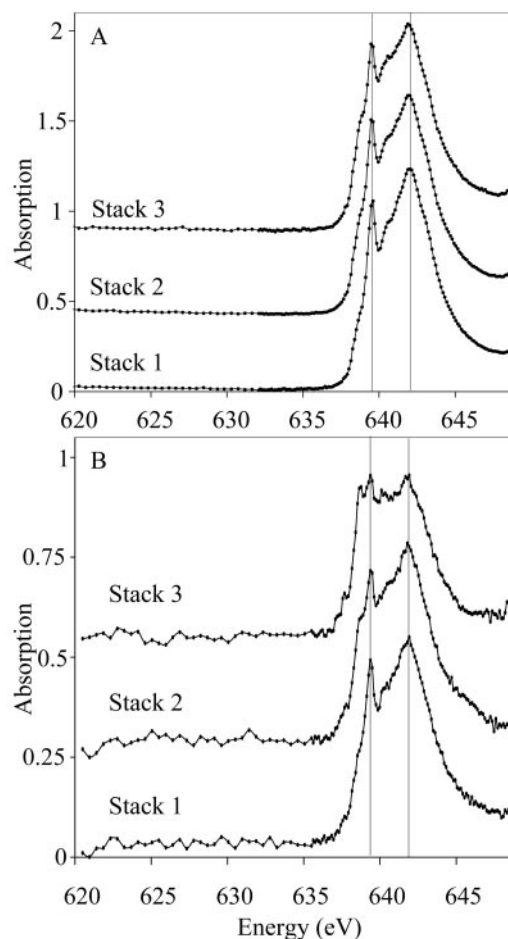 A
2
1.5
1
0.5
0
Absorption
Stack 3
Stack 2
Stack 1
620 625 630 635 640 645
B
1
0.75
0.5
0.25
0
Absorption
Stack 3
Stack 2
Stack 1
620 625 630 635 640 645
Energy (eV)